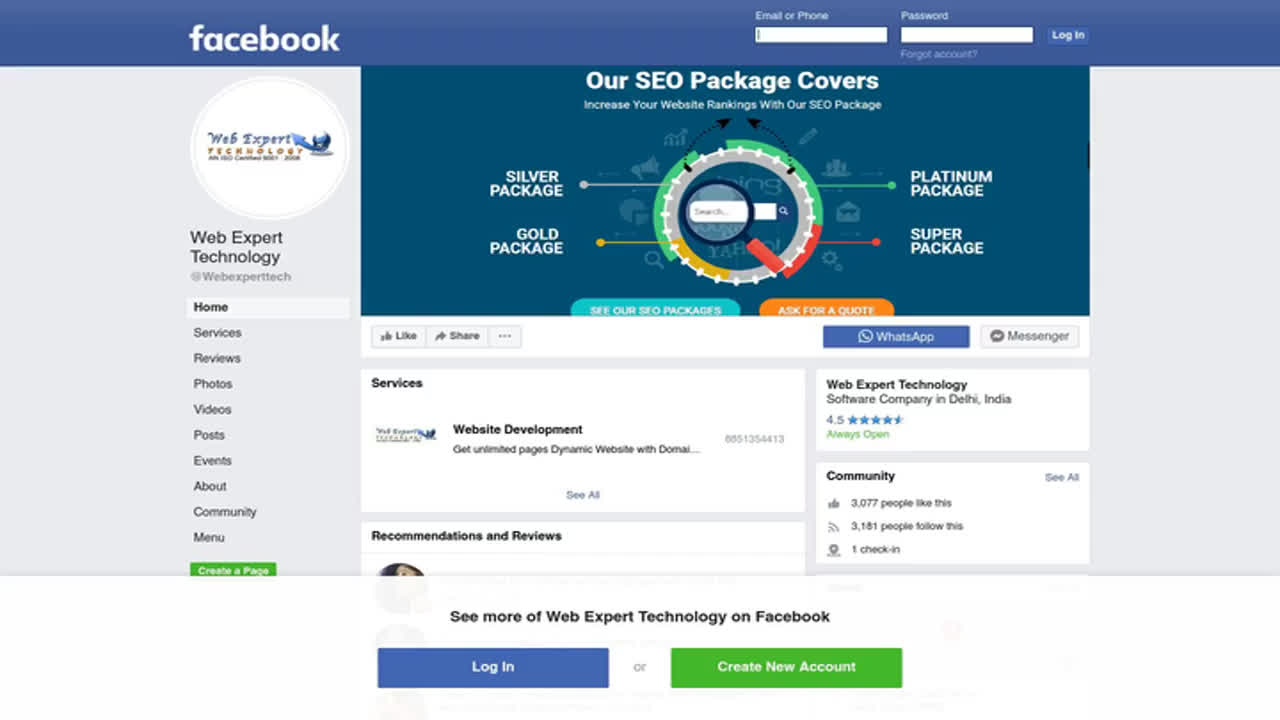 facebook
Email or Phone
Password
Log In
Forgot account?
Web Expert
TECHNOLOGY
AN ISO Certified 9001 : 2008
Web Expert
Technology
@Webexperttech
Home
Services
Reviews
Photos
Videos
Posts
Events
About
Community
Menu
Create a Page
Our SEO Package Covers
Increase Your Website Rankings With Our SEO Package
SILVER
PACKAGE
GOLD
PACKAGE
PLATINUM
PACKAGE
SUPER
PACKAGE
Search...
SEE OUR SEO PACKAGES
ASK FOR A QUOTE
Like
Share
WhatsApp
Messenger
Services
Website Development
Get unlimited pages Dynamic Website with Domai...
See All
Recommendations and Reviews
Web Expert Technology
Software Company in Delhi, India
4.5
Always Open
Community
See All
3,077 people like this
3,181 people follow this
1 check-in
See more of Web Expert Technology on Facebook
Log In
or
Create New Account